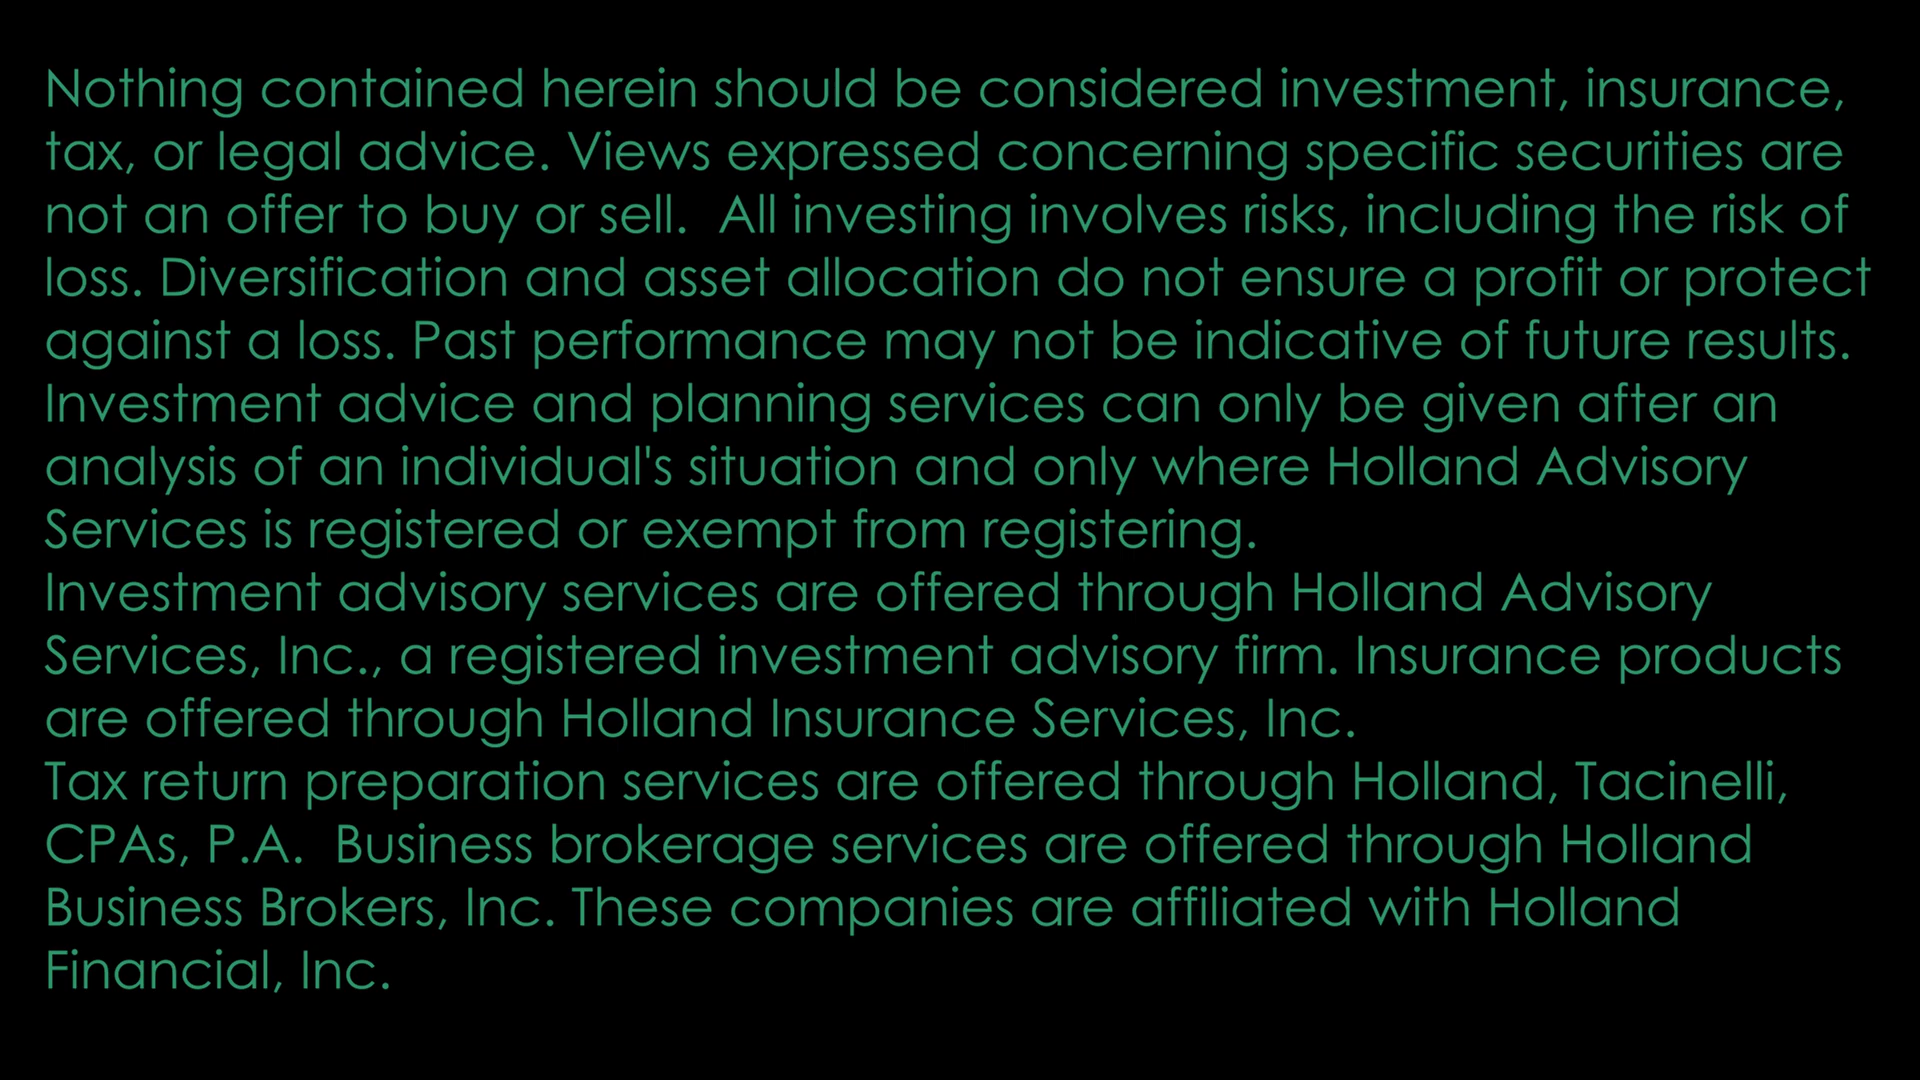 Nothing contained herein should be considered investment, insurance,
tax, or legal advice. Views expressed concerning specific securities are
not an offer to buy or sell.  All investing involves risks, including the risk of
loss. Diversification and asset allocation do not ensure a profit or protect
against a loss. Past performance may not be indicative of future results.
Investment advice and planning services can only be given after an
analysis of an individual's situation and only where Holland Advisory
Services is registered or exempt from registering.
Investment advisory services are offered through Holland Advisory
Services, Inc., a registered investment advisory firm. Insurance products
are offered through Holland Insurance Services, Inc.
Tax return preparation services are offered through Holland, Tacinelli,
CPAs, P.A.  Business brokerage services are offered through Holland
Business Brokers, Inc. These companies are affiliated with Holland
Financial, Inc.